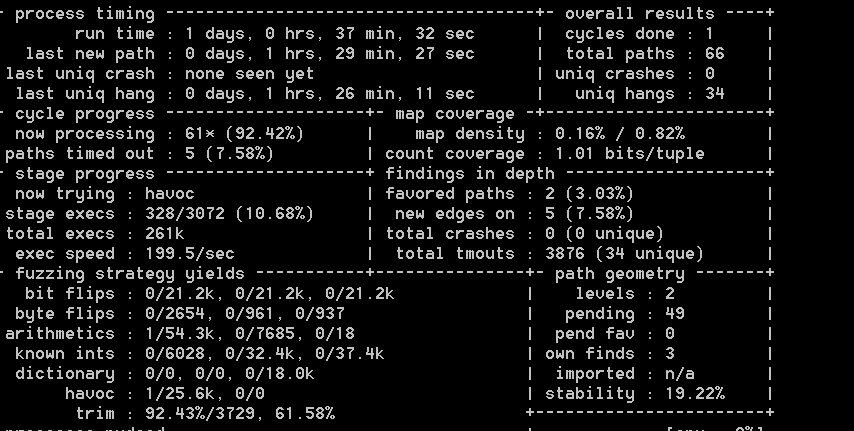 process timing overall results
run time : 1 days, 0 hrs, 37 min, 32 sec cycles done : 1
last new path : 0 days, 1 hrs, 29 min, 27 sec total paths : 66
last uniq crash : none seen yet uniq crashes : 0
last uniq hang : 0 days, 1 hrs, 26 min, 11 sec uniq hangs : 34
cycle progress map coverage
now processing : 61* (92.42%) map density : 0.16% / 0.82%
paths timed out : 5 (7.58%) count coverage : 1.01 bits/tuple
stage progress findings in depth
now trying : havoc favored paths : 2 (3.03%)
stage execs : 328/3072 (10.68%) new edges on : 5 (7.58%)
total execs : 261k total crashes : 0 (0 unique)
exec speed : 199.5/sec total tmouts : 3876 (34 unique)
fuzzing strategy yields path geometry
bit flips : 0/21.2k, 0/21.2k, 0/21.2k levels : 2
byte flips : 0/2654, 0/961, 0/937 pending : 49
arithmetics : 1/54.3k, 0/7685, 0/18 pend fav : 0
known ints : 0/6028, 0/32.4k, 0/37.4k own finds : 3
dictionary : 0/0, 0/0, 0/18.0k imported : n/a
havoc : 1/25.6k, 0/0 stability : 19.22%
trim : 92.43%/3729, 61.58%